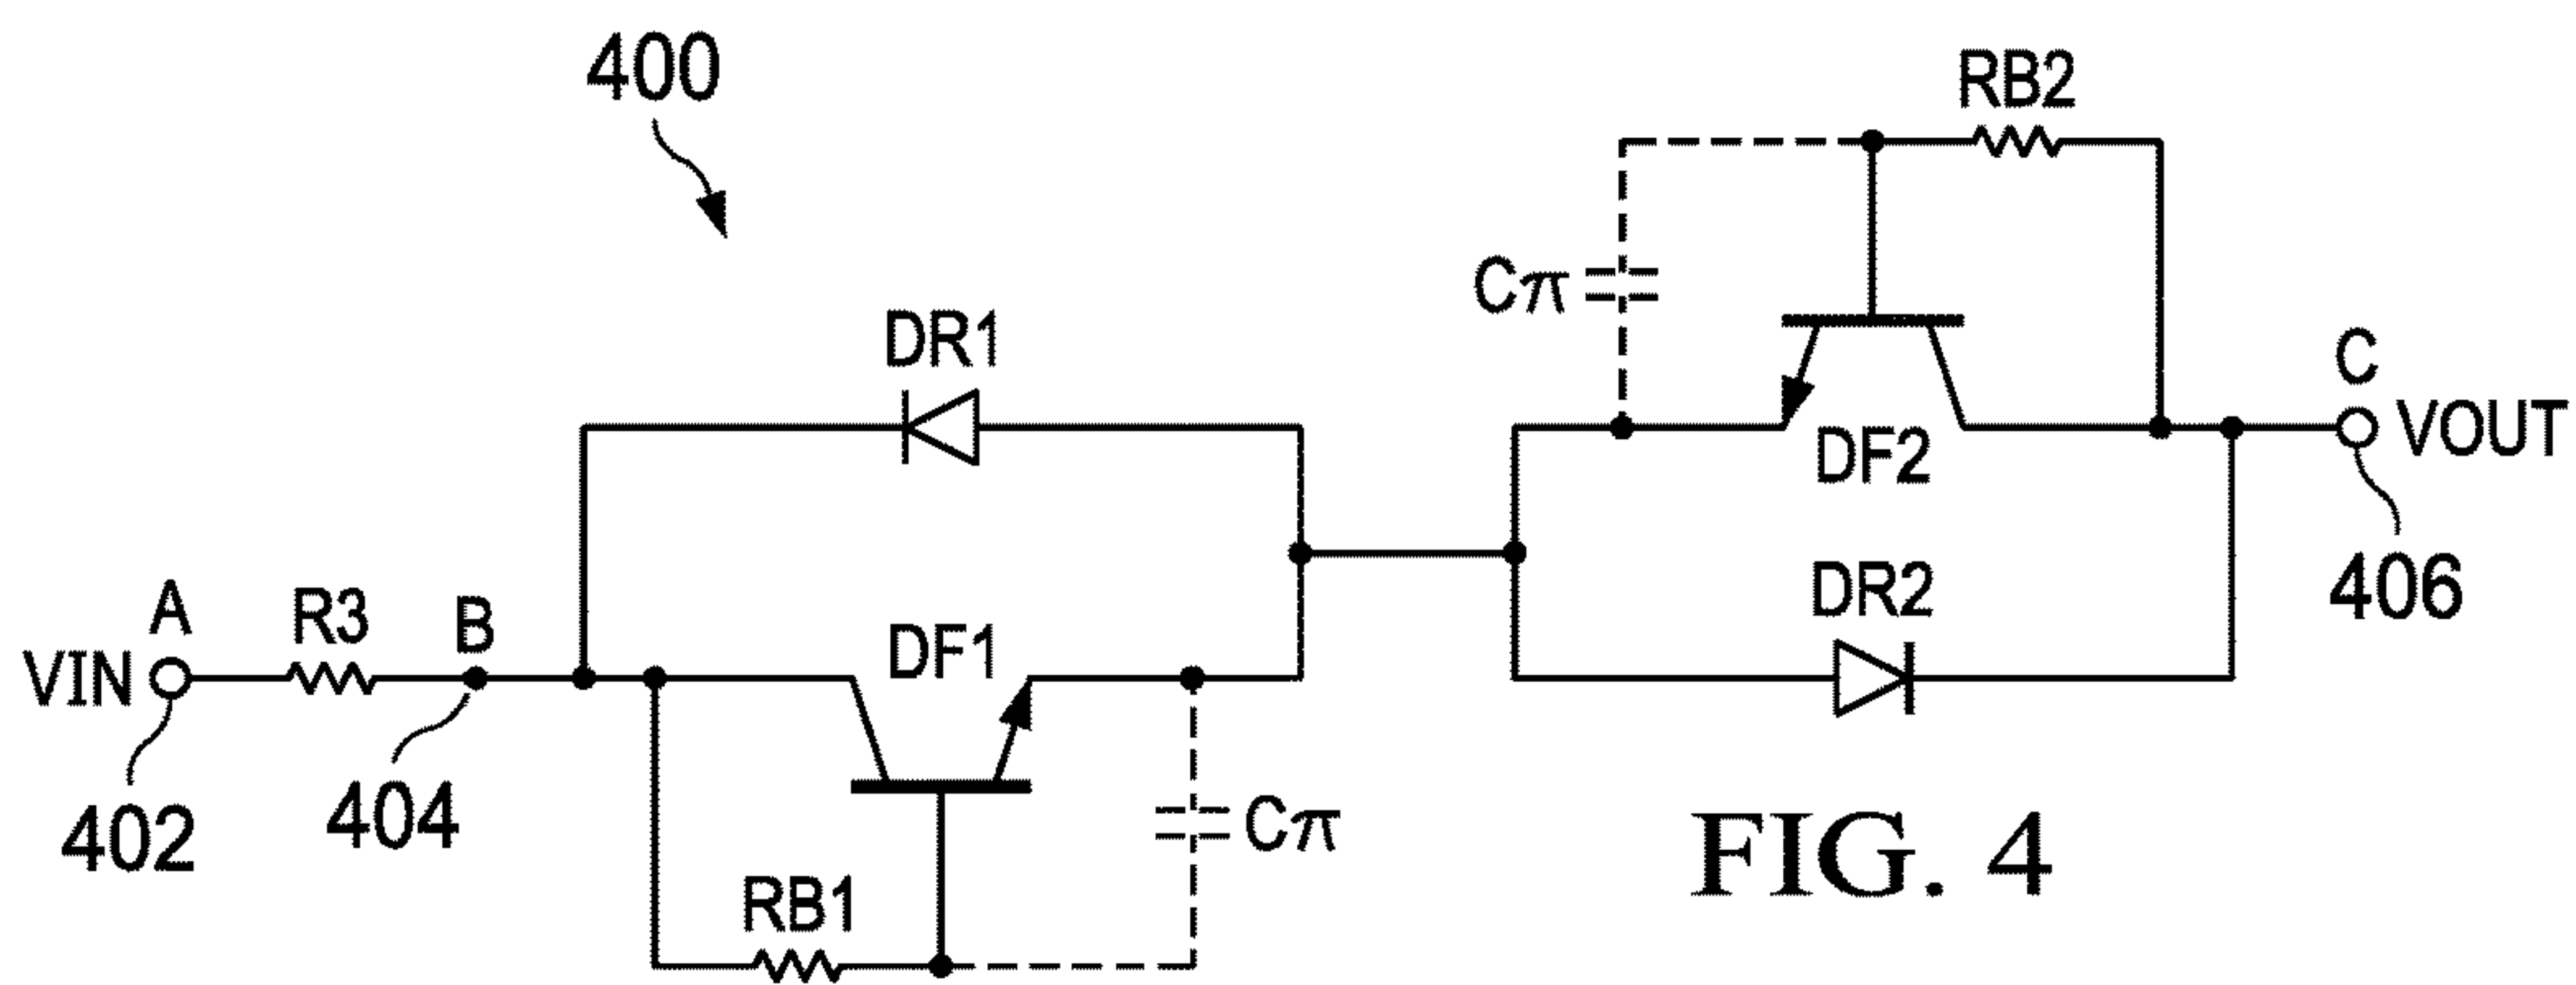 400
RB2
Cπ
DR1
C
VOUT
DF2
406
A
R3
B
VIN
DF1
DR2
402
404
Cπ
RB1
FIG. 4